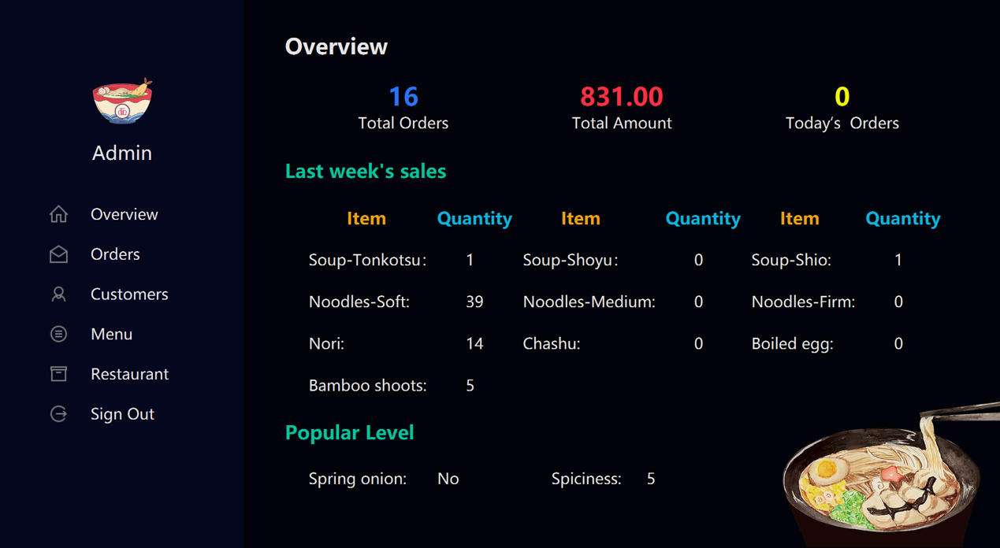 Admin
Overview
Orders
Customers
Menu
Restaurant
Sign Out
Overview
16 831.00 0
Total Orders Total Amount Today‘s  Orders
Last week's sales
Item Quantity Item Quantity Item Quantity
Soup-Tonkotsu: 1 Soup-Shoyu: 0 Soup-Shio: 1
Noodles-Soft: 39 Noodles-Medium: 0 Noodles-Firm: 0
Nori: 14 Chashu: 0 Boiled egg: 0
Bamboo shoots: 5
Popular Level
Spring onion: No Spiciness: 5